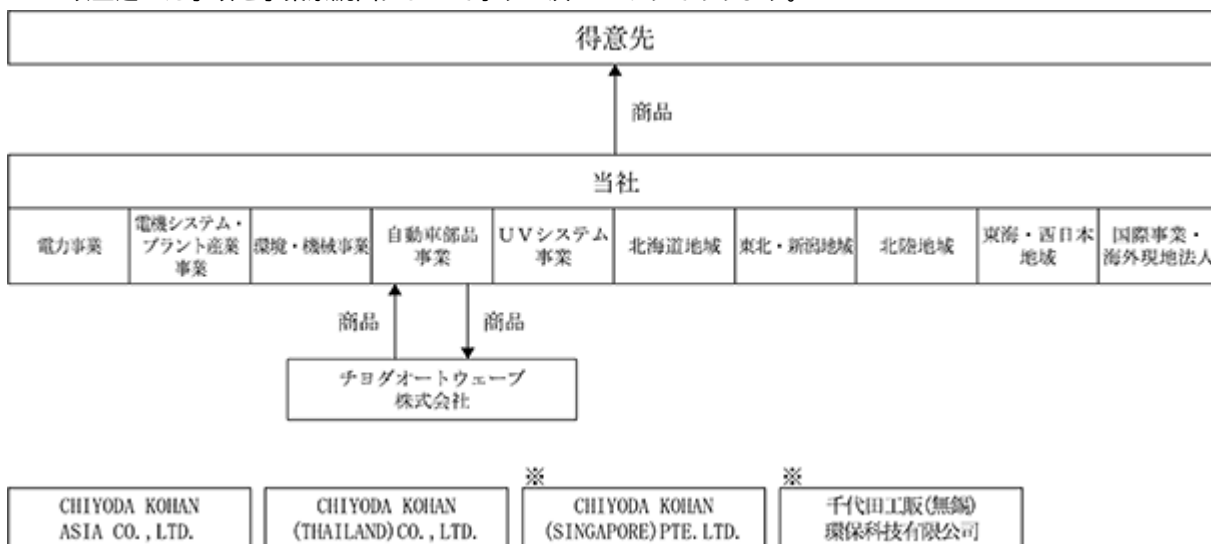 得意先
商品
当社
電力事業
電機システム・
プラント産業
事業
環境・機械事業
自動車部品
事業
UVシステム
事業
北海道地域
東北・新潟地域
北陸地域
東海・西日本
地域
国際事業・
海外現地法人
商品
商品
チヨダオートウェーブ
株式会社
※
※
CHIYODA KOHAN
ASIA CO.,LTD.
CHIYODA KOHAN
(THAILAND)CO.,LTD.
CHIYODA KOHAN
(SINGAPORE)PTE.LTD.
千代田工販(無錫)
環保科技有限公司